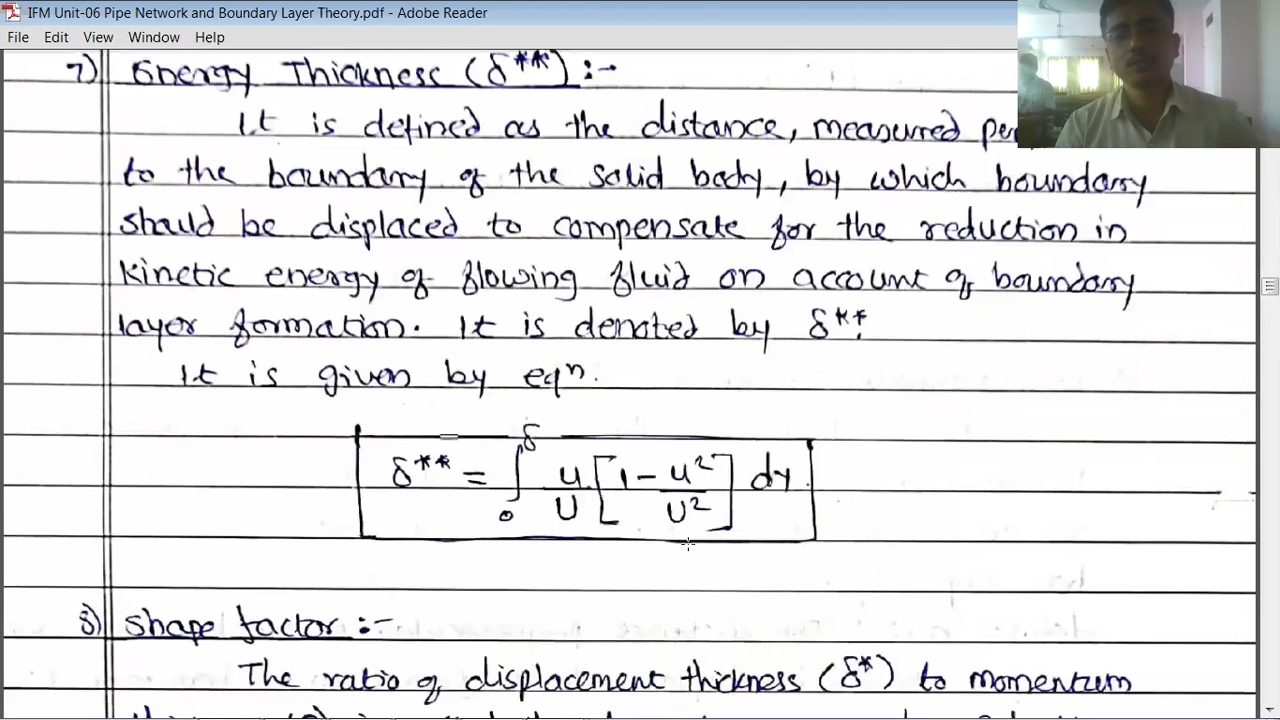 IFM Unit-06 Pipe Network and Boundary Layer Theory.pdf - Adobe Reader
File Edit View Window Help
7) Energy Thickness (δ**) :-
It is defined as the distance, measured
to the boundary of the solid body, by which boundary
should be displaced to compensate for the reduction in
kinetic energy of flowing fluid on account of boundary
layer formation. It is denoted by δ**.
It is given by eqn.
δ** = ∫₀^δ u/U [1 - u²/U²] dy
8) Shape factor :-
The ratio of displacement thickness (δ*) to momentum